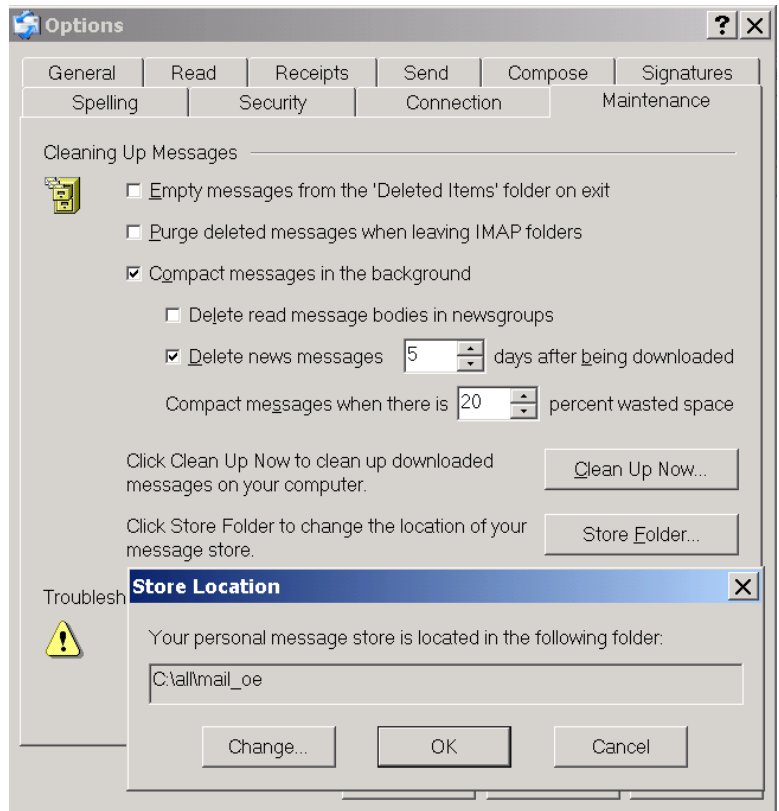 Options
General Read Receipts Send Compose Signatures
Spelling Security Connection Maintenance
Cleaning Up Messages
Empty messages from the 'Deleted Items' folder on exit
Purge deleted messages when leaving IMAP folders
Compact messages in the background
Delete read message bodies in newsgroups
Delete news messages 5 days after being downloaded
Compact messages when there is 20 percent wasted space
Click Clean Up Now to clean up downloaded
messages on your computer.
Clean Up Now...
Click Store Folder to change the location of your
message store.
Store Folder...
Troublesh
Store Location
Your personal message store is located in the following folder:
C:\all\mail_oe
Change... OK Cancel